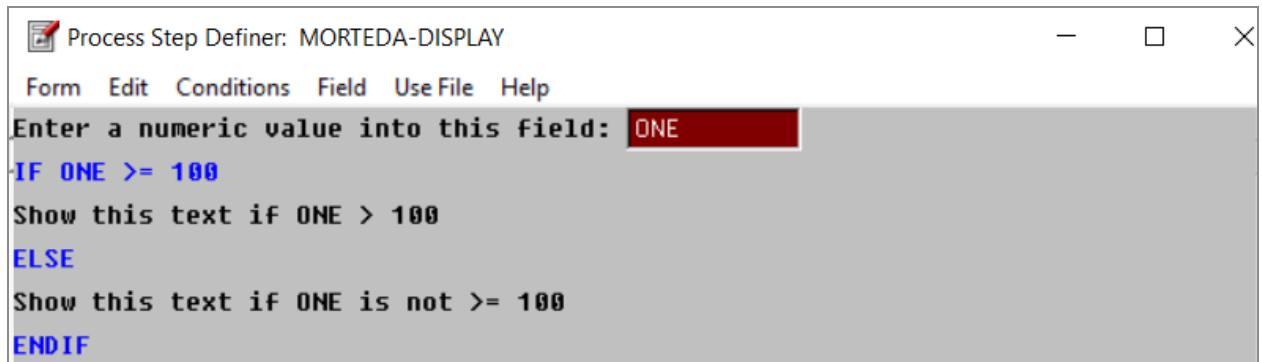 Process Step Definer: MORTEDA-DISPLAY
Form Edit Conditions Field Use File Help
Enter a numeric value into this field: ONE
IF ONE >= 100
Show this text if ONE > 100
ELSE
Show this text if ONE is not >= 100
ENDIF